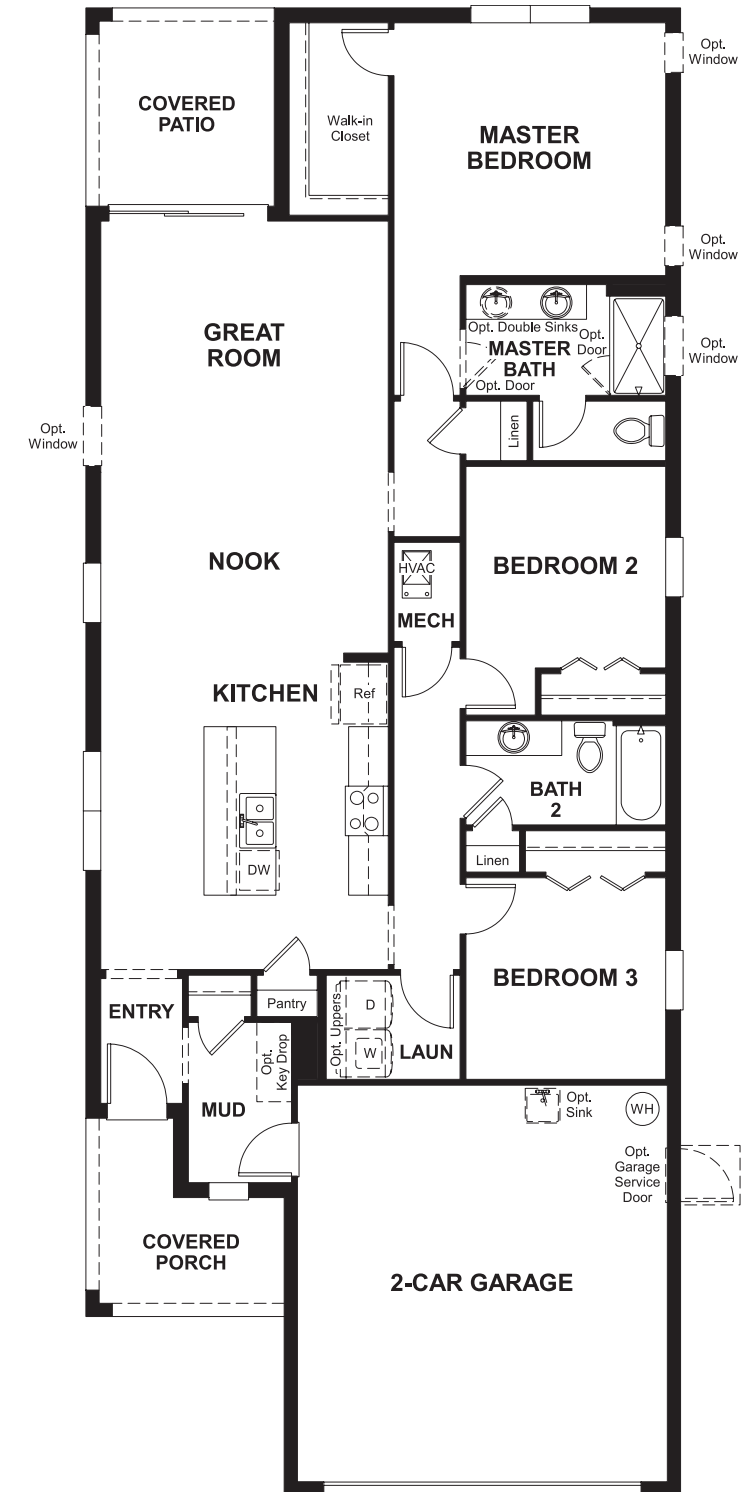 COVERED
PATIO
Walk-in
Closet
MASTER
BEDROOM
Opt.
Window
Opt.
Window
GREAT
ROOM
Opt. Double Sinks
MASTER
BATH
Opt.
Door
Opt. Door
Opt.
Window
Opt.
Window
Linen
NOOK
HVAC
MECH
BEDROOM 2
KITCHEN
Ref
DW
BATH
2
Linen
ENTRY
Pantry
Opt. Uppers
D
W
LAUN
BEDROOM 3
Opt.
Key Drop
MUD
Opt.
Sink
WH
Opt.
Garage
Service
Door
COVERED
PORCH
2-CAR GARAGE